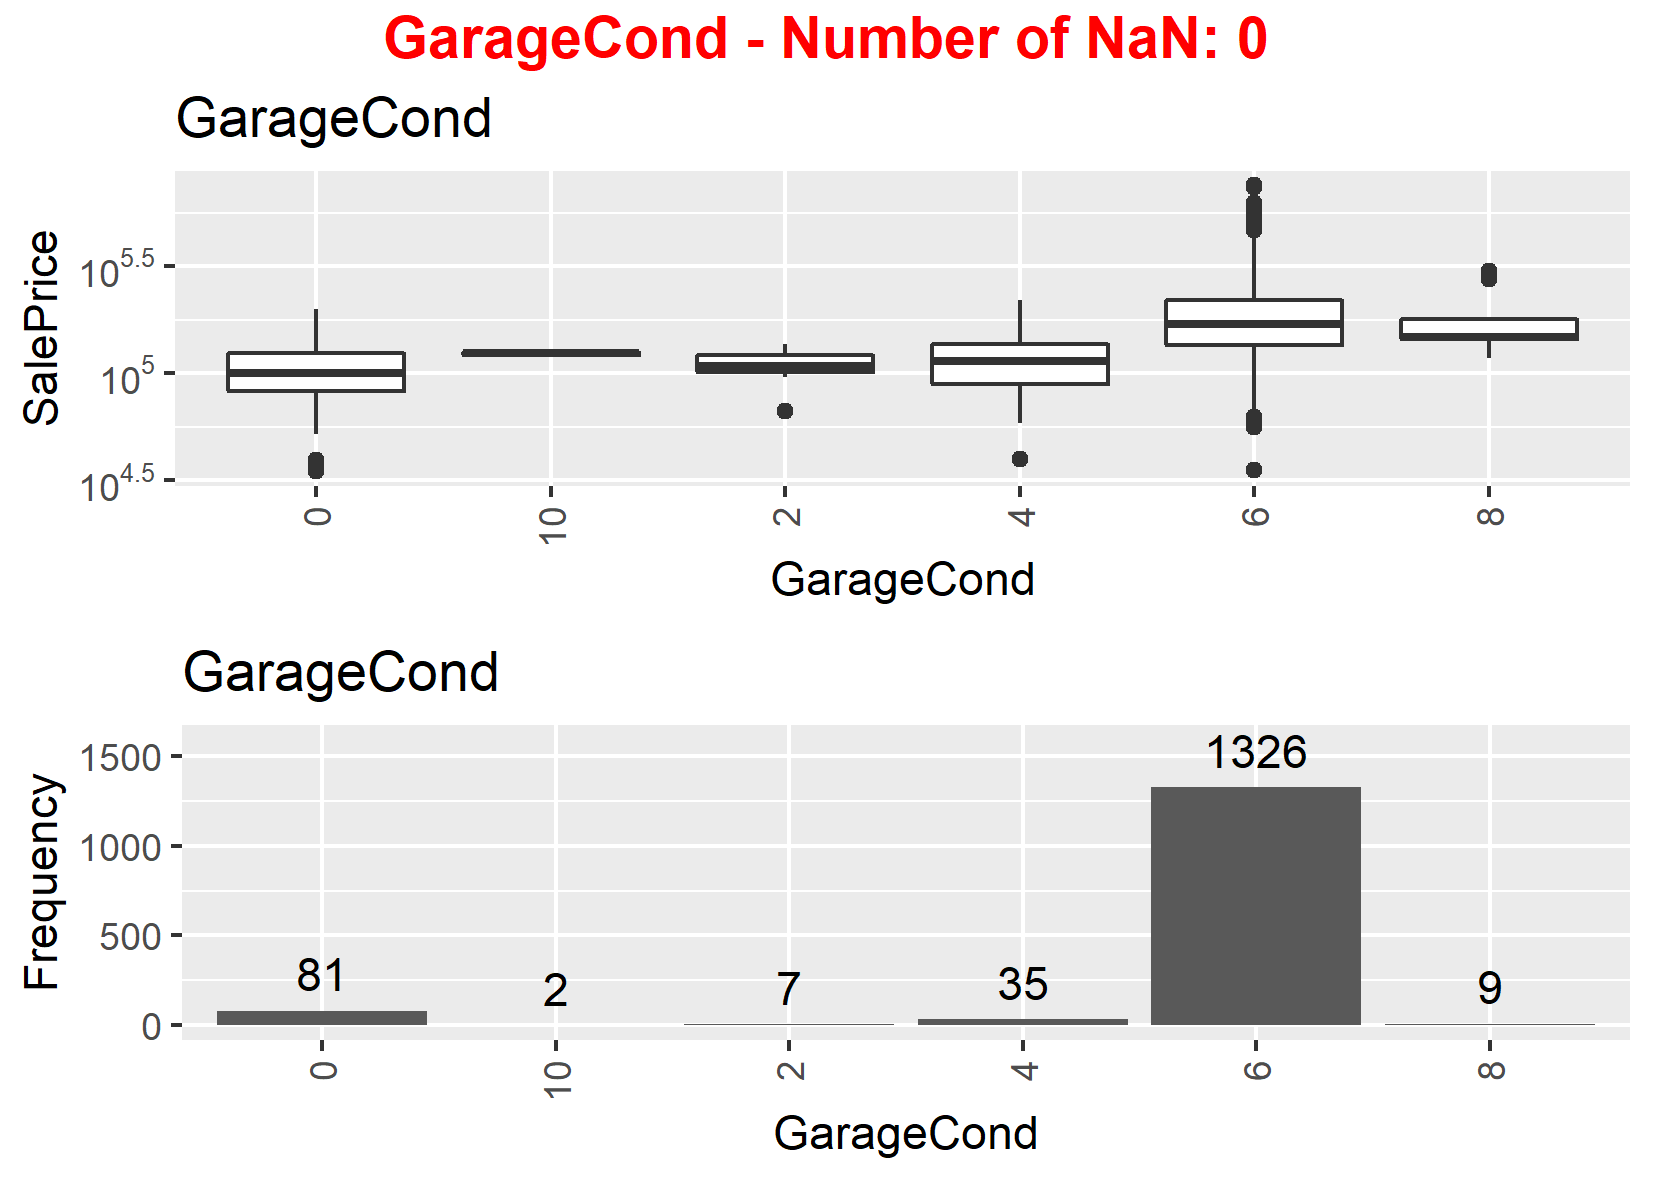 GarageCond - Number of NaN: 0
GarageCond
SalePrice
10^5.5
10^5
10^4.5
0 10 2 4 6 8
GarageCond
GarageCond
Frequency
1500
1000
500
0
81 2 7 35 1326 9
0 10 2 4 6 8
GarageCond